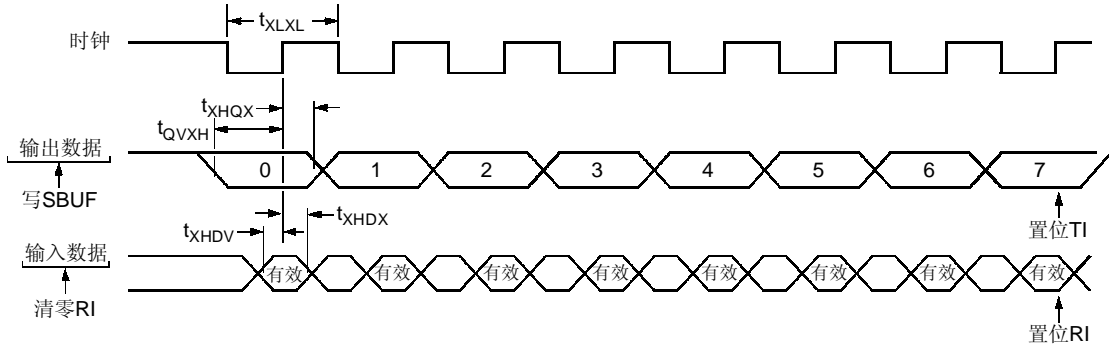 tXLXL
时钟
tXHQX
tQVXH
输出数据
0 1 2 3 4 5 6 7
写SBUF
置位TI
tXHDX
tXHDV
输入数据
有效 有效 有效 有效 有效 有效 有效 有效
清零RI
置位RI